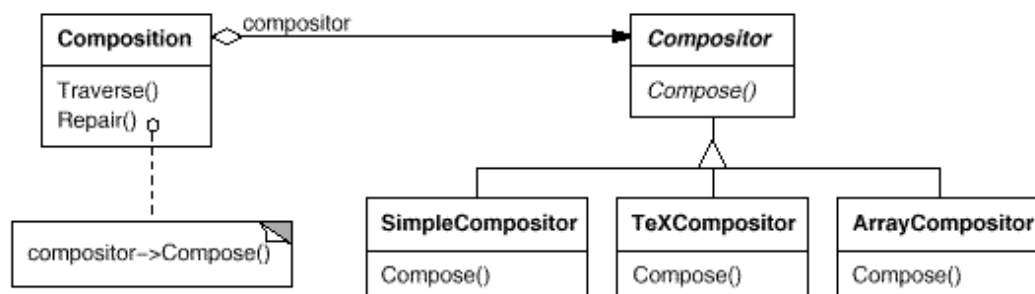 Composition
compositor
Compositor
Traverse()
Repair()
Compose()
compositor->Compose()
SimpleCompositor
Compose()
TeXCompositor
Compose()
ArrayCompositor
Compose()